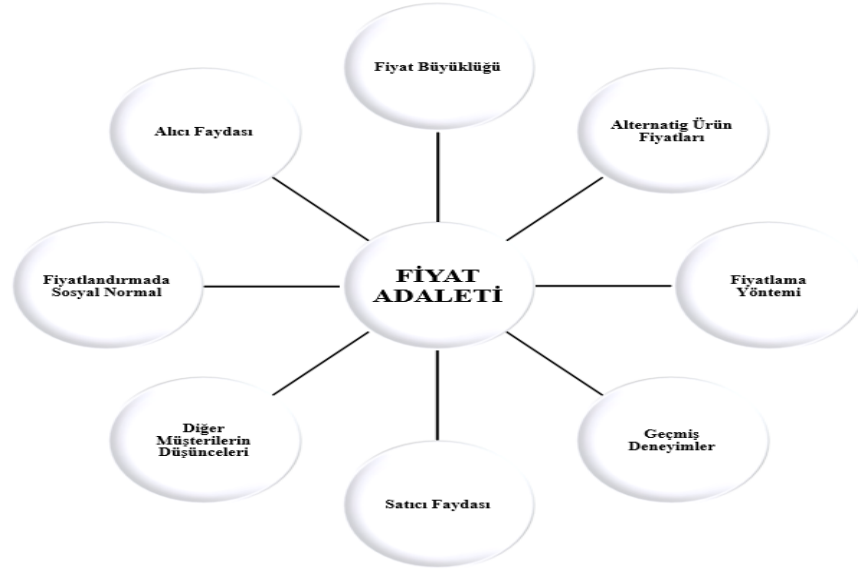 Fiyat Büyüklüğü
Alıcı Faydası
Alternatig Ürün
Fiyatları
Fiyatlandırmada
Sosyal Normal
FİYAT
ADALETİ
Fiyatlama
Yöntemi
Diğer
Müşterilerin
Düşünceleri
Geçmiş
Deneyimler
Satıcı Faydası